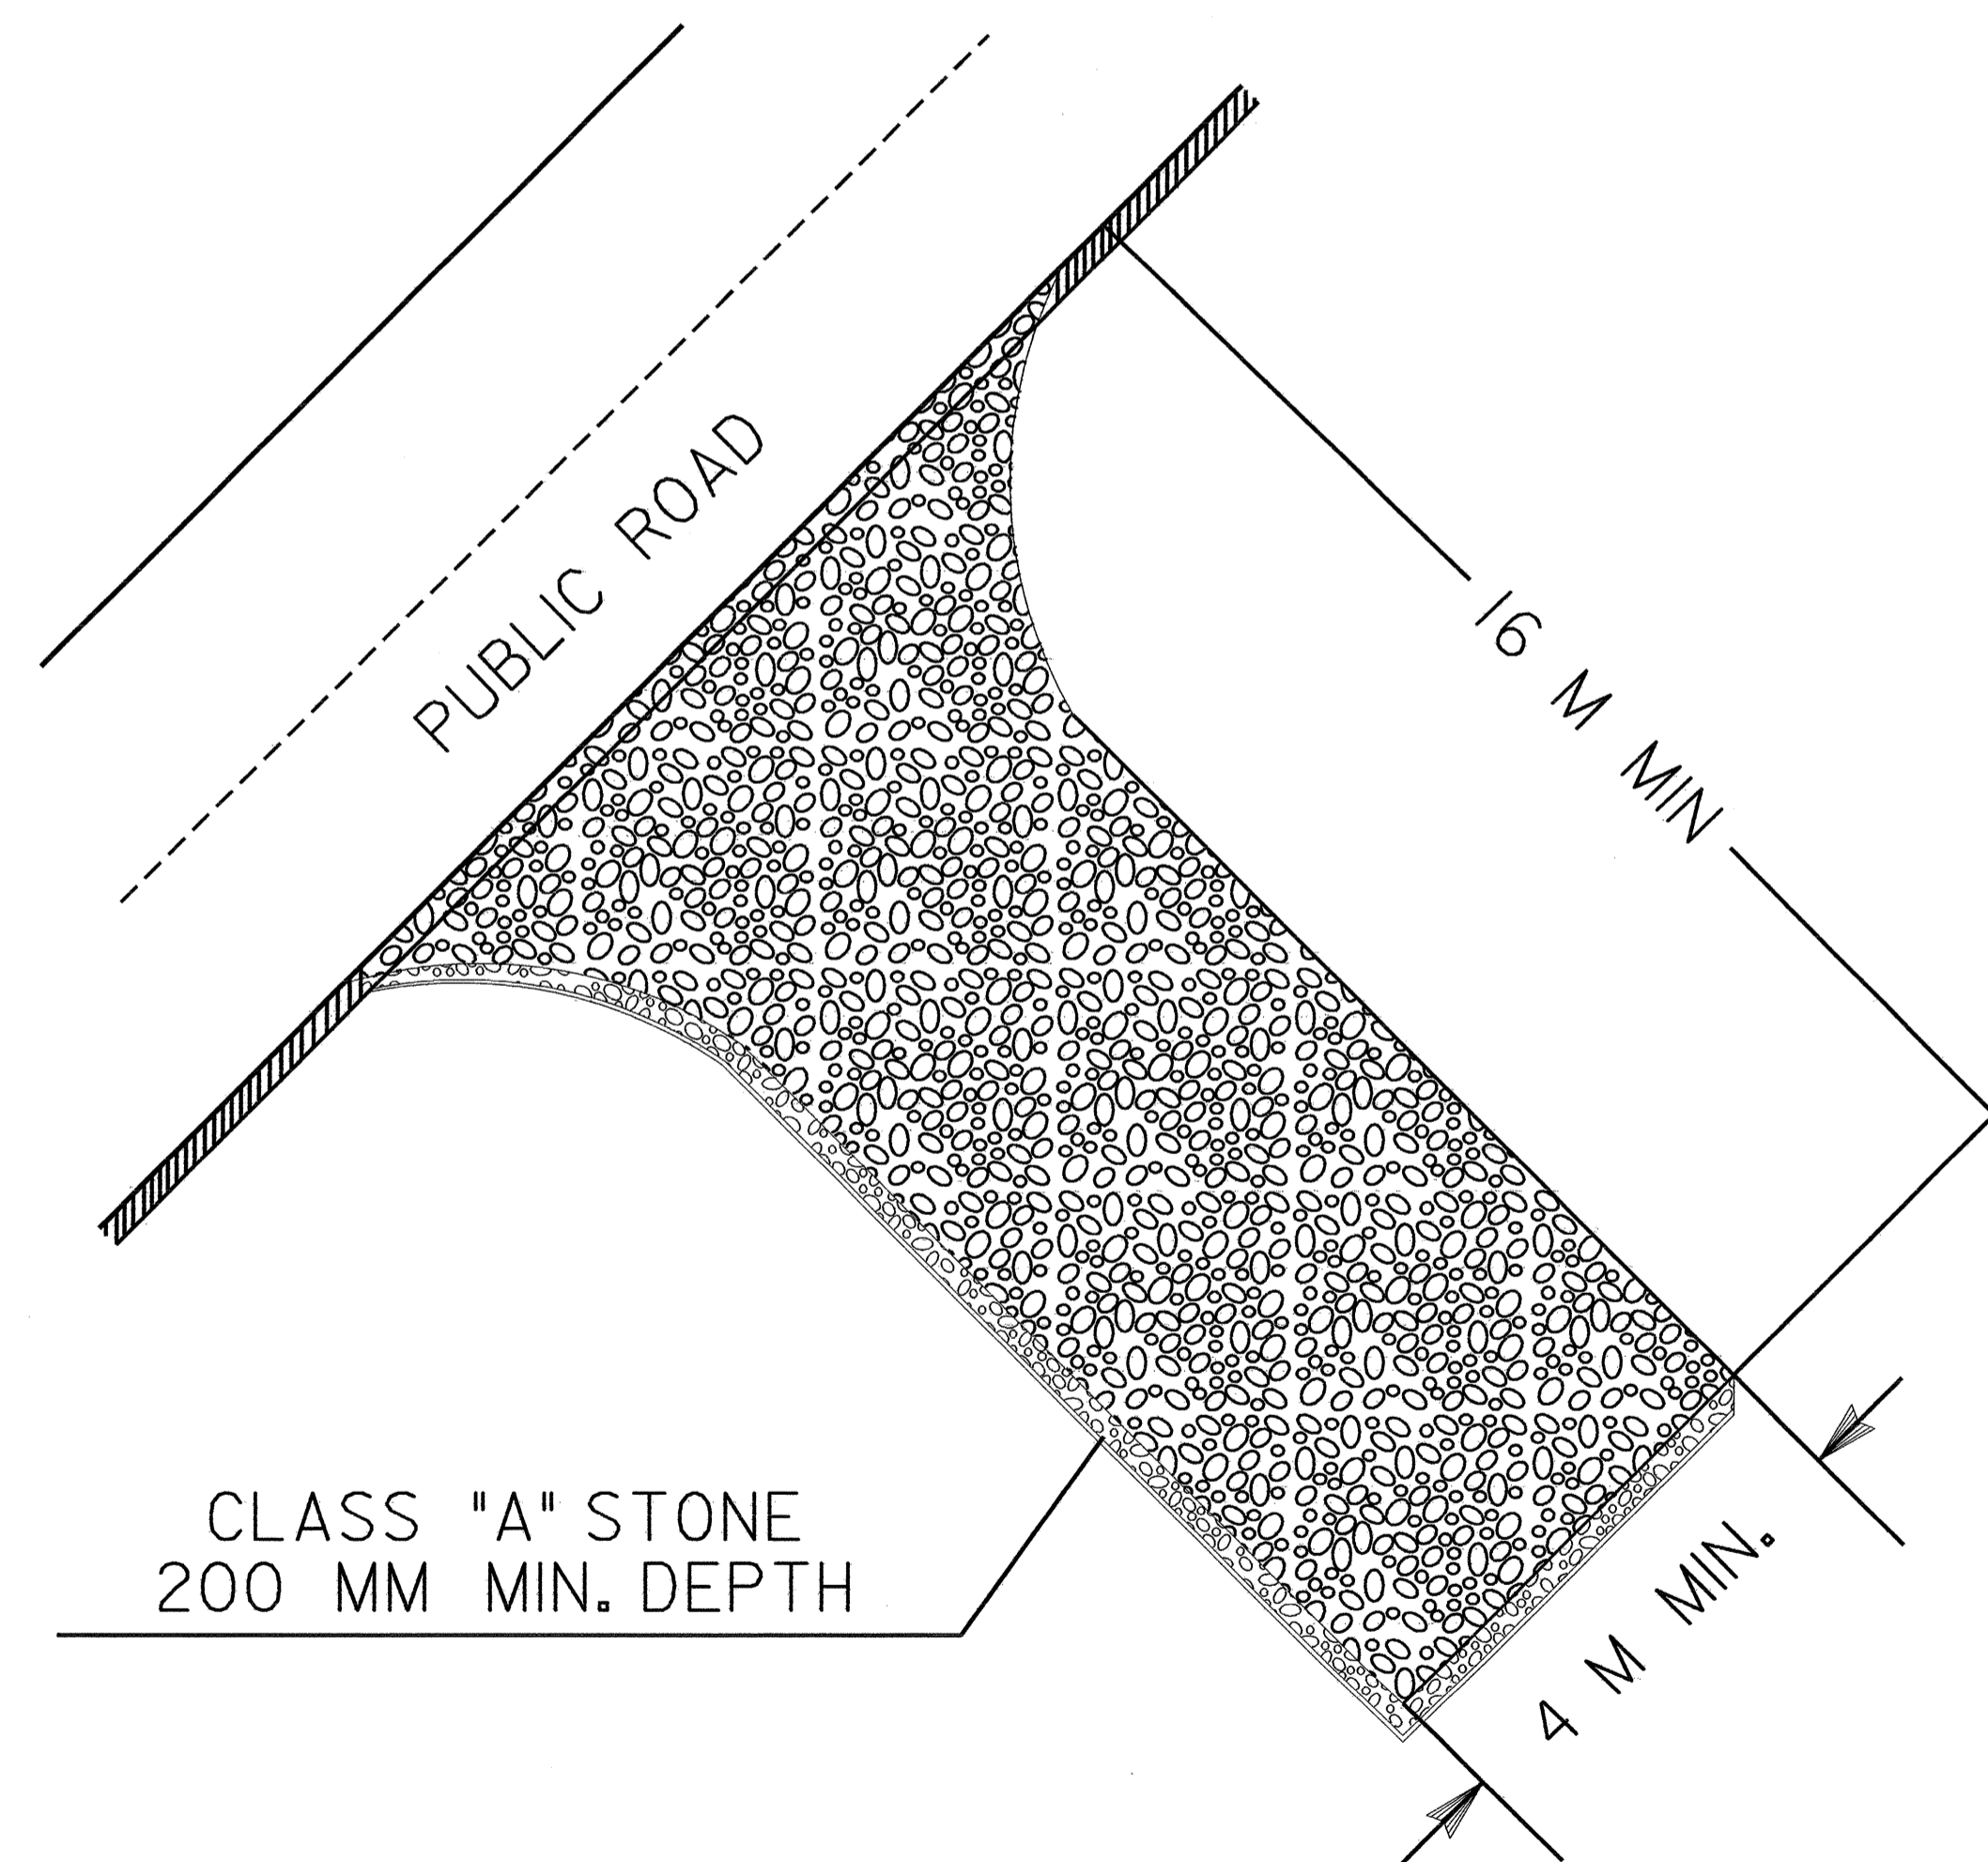 PUBLIC ROAD
16 M MIN
CLASS "A" STONE
200 MM MIN. DEPTH
4 M MIN.